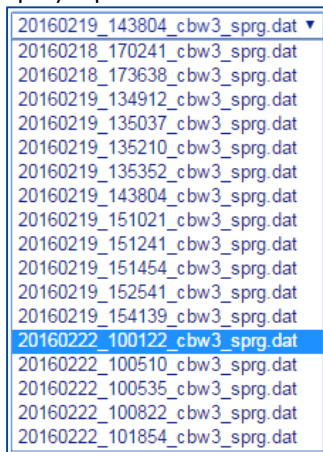 20160219_143804_cbw3_sprg.dat
20160218_170241_cbw3_sprg.dat
20160218_173638_cbw3_sprg.dat
20160219_134912_cbw3_sprg.dat
20160219_135037_cbw3_sprg.dat
20160219_135210_cbw3_sprg.dat
20160219_135352_cbw3_sprg.dat
20160219_143804_cbw3_sprg.dat
20160219_151021_cbw3_sprg.dat
20160219_151241_cbw3_sprg.dat
20160219_151454_cbw3_sprg.dat
20160219_152541_cbw3_sprg.dat
20160219_154139_cbw3_sprg.dat
20160222_100122_cbw3_sprg.dat
20160222_100510_cbw3_sprg.dat
20160222_100535_cbw3_sprg.dat
20160222_100822_cbw3_sprg.dat
20160222_101854_cbw3_sprg.dat